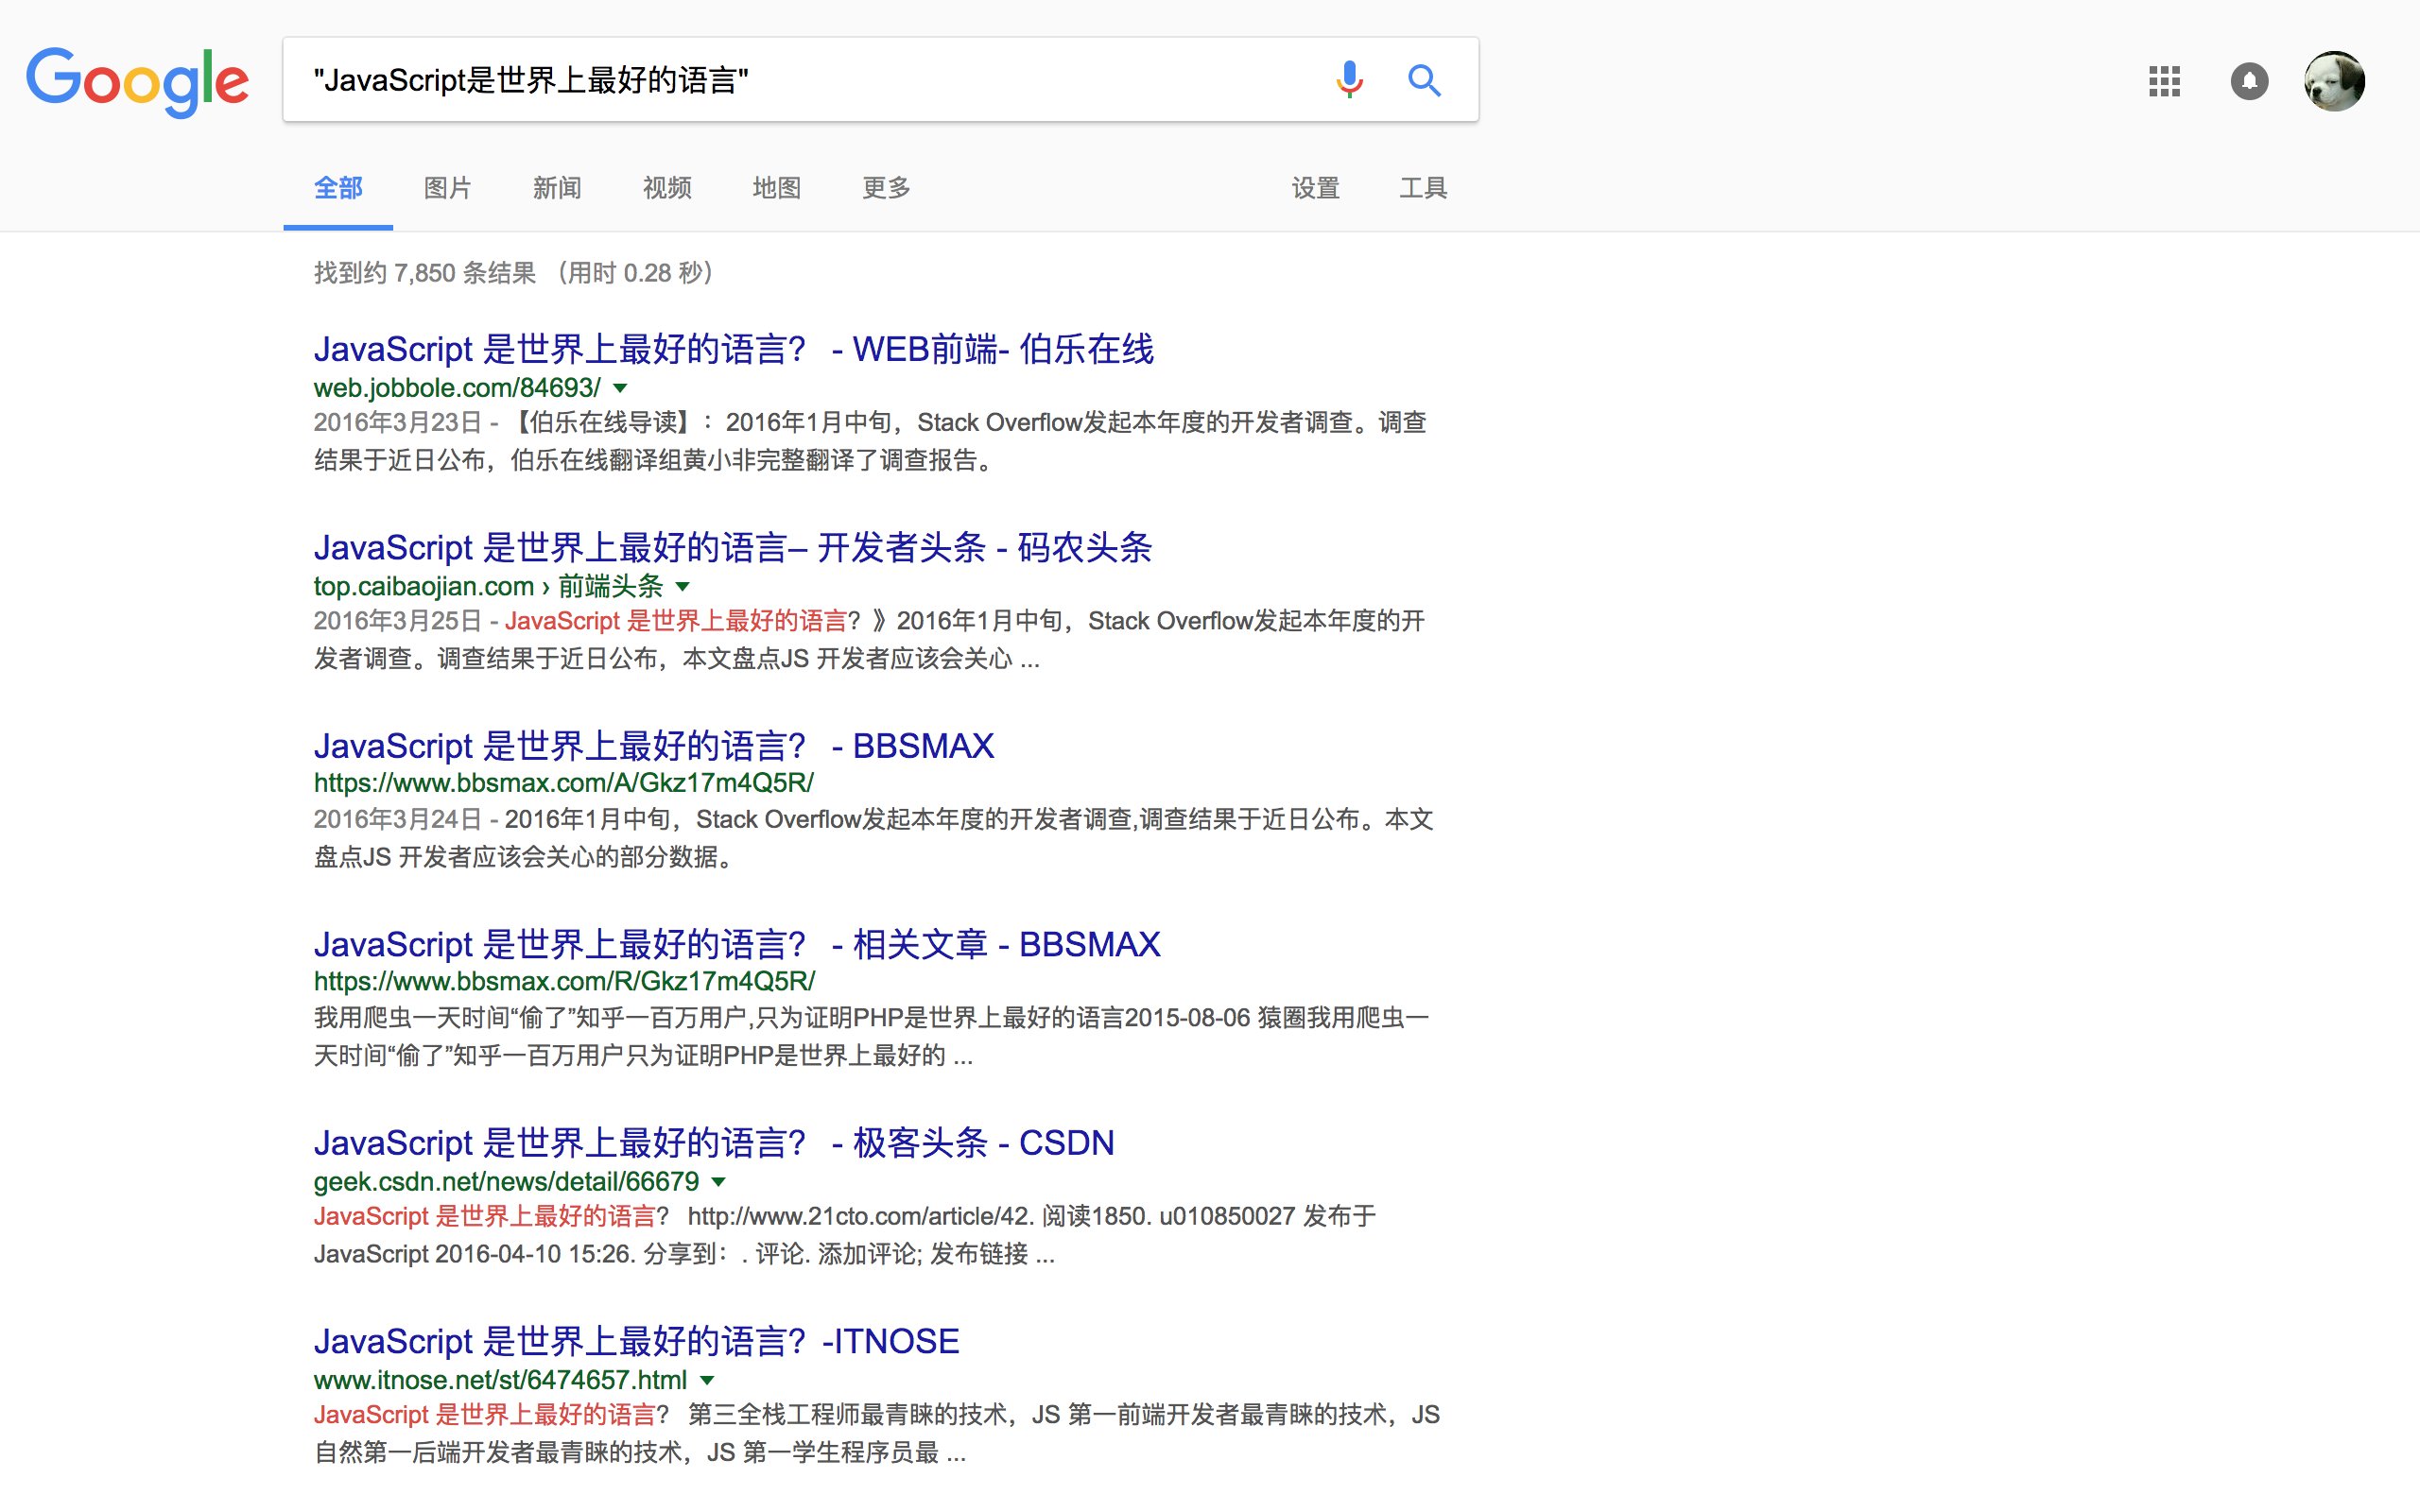 Google
"JavaScript是世界上最好的语言"
全部 图片 新闻 视频 地图 更多 设置 工具
找到约 7,850 条结果 （用时 0.28 秒）
JavaScript 是世界上最好的语言？ - WEB前端- 伯乐在线
web.jobbole.com/84693/
2016年3月23日 - 【伯乐在线导读】：2016年1月中旬，Stack Overflow发起本年度的开发者调查。调查
结果于近日公布，伯乐在线翻译组黄小非完整翻译了调查报告。
JavaScript 是世界上最好的语言– 开发者头条 - 码农头条
top.caibaojian.com › 前端头条
2016年3月25日 - JavaScript 是世界上最好的语言？》2016年1月中旬，Stack Overflow发起本年度的开
发者调查。调查结果于近日公布，本文盘点JS 开发者应该会关心 ...
JavaScript 是世界上最好的语言？ - BBSMAX
https://www.bbsmax.com/A/Gkz17m4Q5R/
2016年3月24日 - 2016年1月中旬，Stack Overflow发起本年度的开发者调查,调查结果于近日公布。本文
盘点JS 开发者应该会关心的部分数据。
JavaScript 是世界上最好的语言？ - 相关文章 - BBSMAX
https://www.bbsmax.com/R/Gkz17m4Q5R/
我用爬虫一天时间“偷了”知乎一百万用户,只为证明PHP是世界上最好的语言2015-08-06 猿圈我用爬虫一
天时间“偷了”知乎一百万用户只为证明PHP是世界上最好的 ...
JavaScript 是世界上最好的语言？ - 极客头条 - CSDN
geek.csdn.net/news/detail/66679
JavaScript 是世界上最好的语言？ http://www.21cto.com/article/42. 阅读1850. u010850027 发布于
JavaScript 2016-04-10 15:26. 分享到：. 评论. 添加评论; 发布链接 ...
JavaScript 是世界上最好的语言？-ITNOSE
www.itnose.net/st/6474657.html
JavaScript 是世界上最好的语言？ 第三全栈工程师最青睐的技术，JS 第一前端开发者最青睐的技术，JS
自然第一后端开发者最青睐的技术，JS 第一学生程序员最 ...